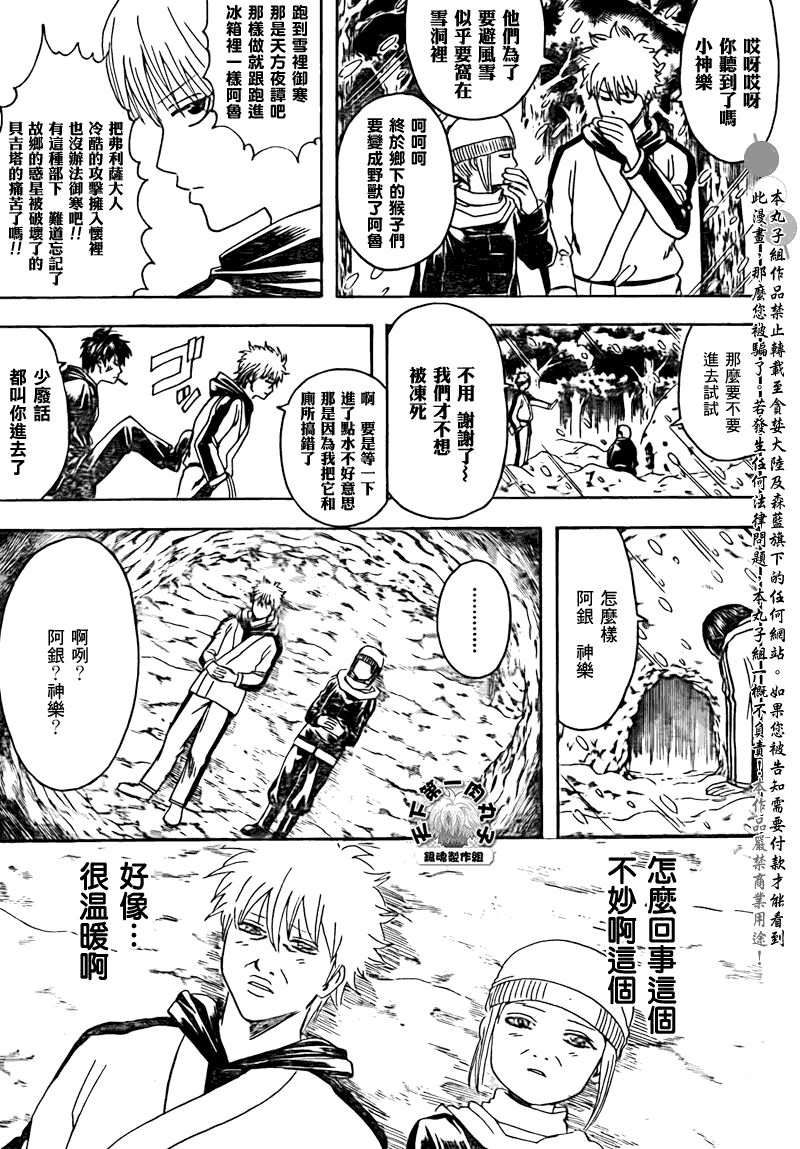 哎呀哎呀
你聽到了嗎
小神樂
他們為了
要避風雪
似乎要窩在
雪洞裡
呵呵呵
終於鄉下的猴子們
要變成野獸了阿魯
跑到雪裡御寒
那是天方夜譚吧
那樣做就跟跑進
冰箱裡一樣阿魯
把弗利薩大人
冷酷的攻擊擁入懷裡
也沒辦法御寒吧!!
有這種部下 難道忘記了
故鄉的惑星被破壞了的
貝吉塔的痛苦了嗎!!
那麼要不要
進去試試
不用 謝謝了~
我們才不想
被凍死
啊 要是等一下
進了點水不好意思
那是因為我把它和
廁所搞錯了
少廢話
都叫你進去了
怎麼樣
阿銀 神樂
…………
啊咧?
阿銀?神樂?
怎麼回事這個
不妙啊這個
好像…
很溫暖啊
天下第一肉丸子
銀魂製作組
本丸子組作品禁止轉載至貪婪大陸及森藍旗下的任何網站。如果您被告知需要付款才能看到
此漫畫,那麼您被騙了。若發生任何法律問題,本丸子組一概不負責!本作品嚴禁商業用途!